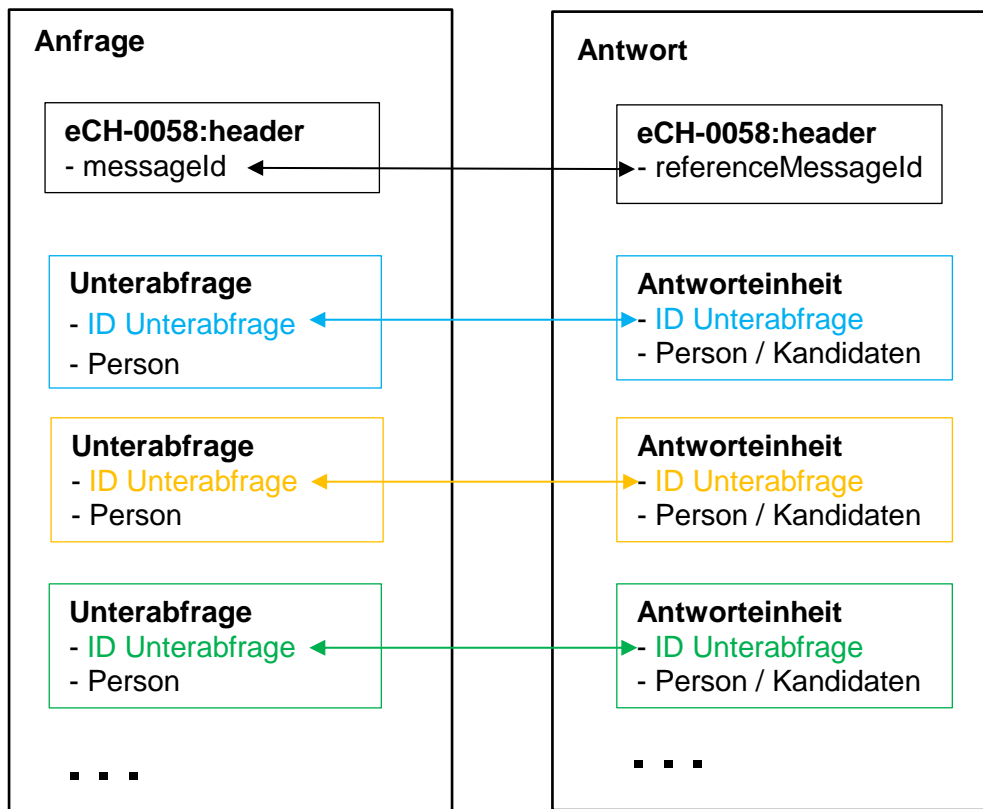 Anfrage
eCH-0058:header
- messageId
Unterabfrage
- ID Unterabfrage
- Person
Unterabfrage
- ID Unterabfrage
- Person
Unterabfrage
- ID Unterabfrage
- Person
. . .
Antwort
eCH-0058:header
- referenceMessageId
Antworteinheit
- ID Unterabfrage
- Person / Kandidaten
Antworteinheit
- ID Unterabfrage
- Person / Kandidaten
Antworteinheit
- ID Unterabfrage
- Person / Kandidaten
. . .